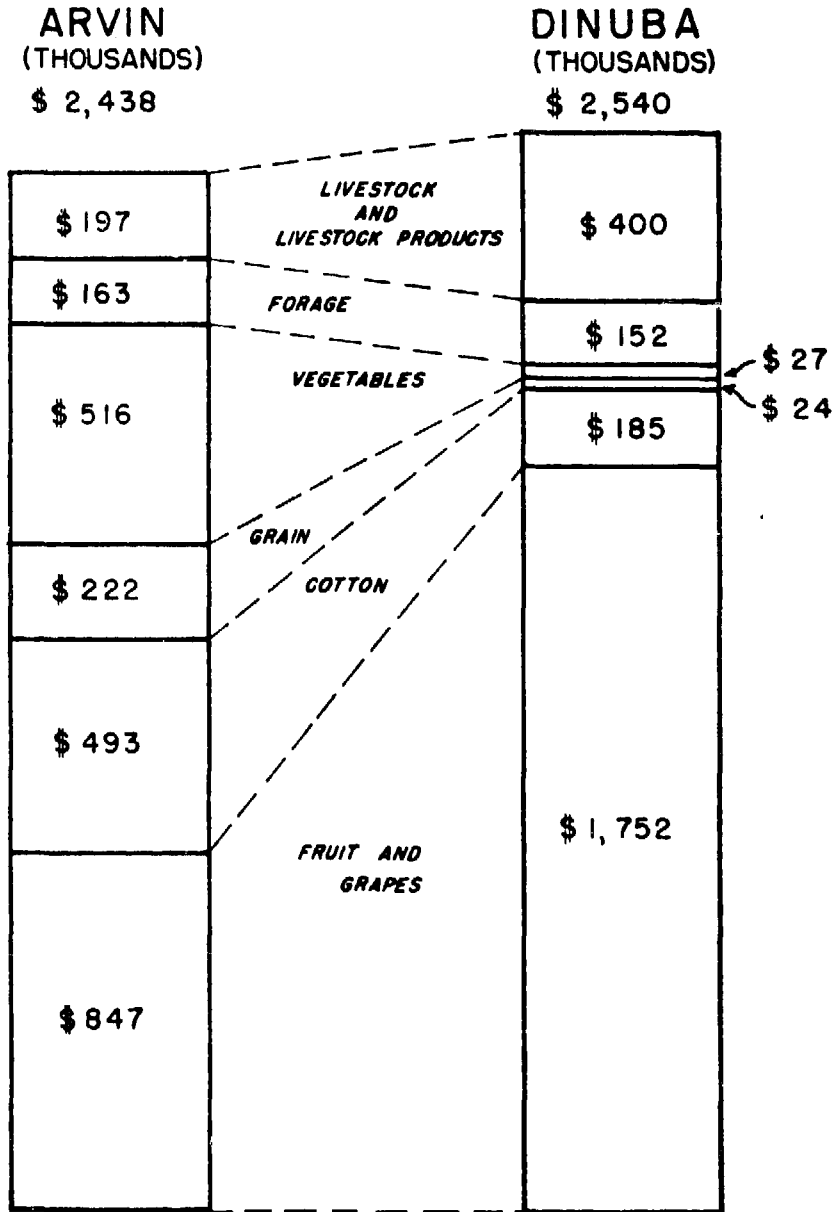 ARVIN
(THOUSANDS)
$ 2,438
DINUBA
(THOUSANDS)
$ 2,540
$ 197
$ 163
$ 516
$ 222
$ 493
$ 847
LIVESTOCK
AND
LIVESTOCK PRODUCTS
FORAGE
VEGETABLES
GRAIN
COTTON
FRUIT AND
GRAPES
$ 400
$ 152
$ 27
$ 24
$ 185
$ 1,752